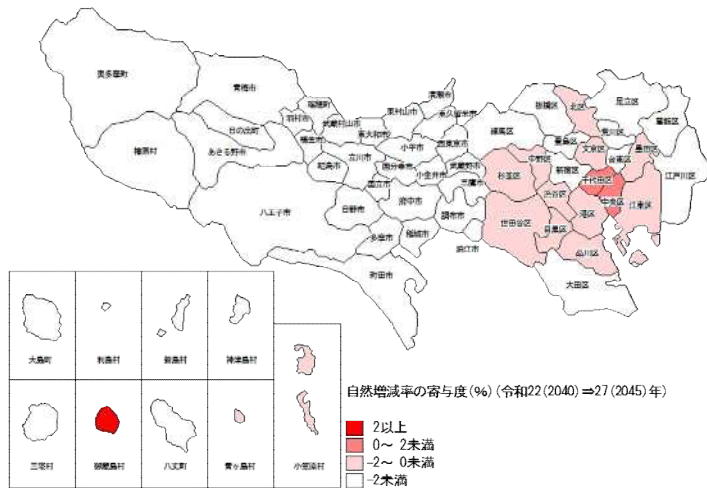 奥多摩町
青梅市
瑞穂町
清瀬市
東村山市
東久留米市
羽村市
武蔵村山市
東大和市
日の出町
福生市
檜原村
あきる野市
昭島市
立川市
小平市
西東京市
国分寺市
小金井市
武蔵野市
国立市
三鷹市
八王子市
日野市
府中市
調布市
多摩市
稲城市
狛江市
町田市
板橋区
北区
足立区
葛飾区
練馬区
荒川区
豊島区
文京区
台東区
墨田区
中野区
杉並区
新宿区
千代田区
江戸川区
渋谷区
中央区
江東区
世田谷区
港区
目黒区
品川区
大田区
大島町
利島村
新島村
神津島村
三宅村
御蔵島村
八丈町
青ヶ島村
小笠原村
自然増減率の寄与度(%)(令和22(2040)⇒27(2045)年)
2以上
0～ 2未満
-2～ 0未満
-2未満